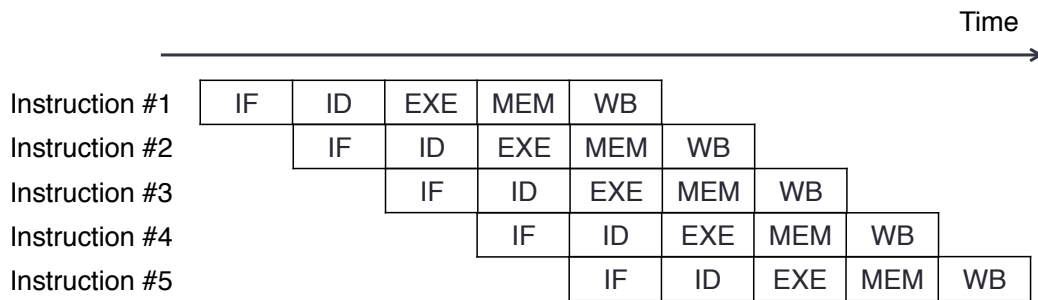 Time
Instruction #1 IF ID EXE MEM WB
Instruction #2 IF ID EXE MEM WB
Instruction #3 IF ID EXE MEM WB
Instruction #4 IF ID EXE MEM WB
Instruction #5 IF ID EXE MEM WB